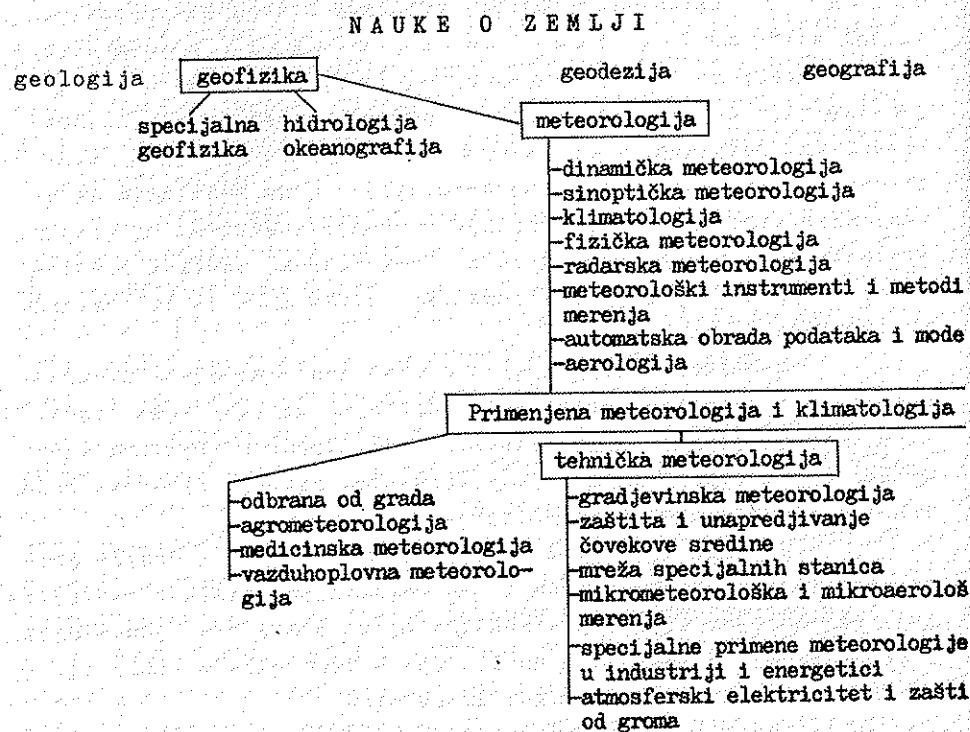 NAUKE O ZEMLJI
geologija geofizika geodezija geografija
specijalna hidrologija meteorologija
geofizika okeanografija
-dinamička meteorologija
-sinoptička meteorologija
-klimatologija
-fizička meteorologija
-radarska meteorologija
-meteorološki instrumenti i metodi
merenja
-automatska obrada podataka i mode
-aerologija
Primenjena meteorologija i klimatologija
tehnička meteorologija
-odbrana od grada
-agrometeorologija
-medicinska meteorologija
-vazduhoplovna meteorolo-
gija
-gradjevinska meteorologija
-zaštita i unapredjivanje
čovekove sredine
-mreža specijalnih stanica
-mikrometeorološka i mikroaerološ
merenja
-specijalne primene meteorologije
u industriji i energetici
-atmosferski elektricitet i zašti
od groma